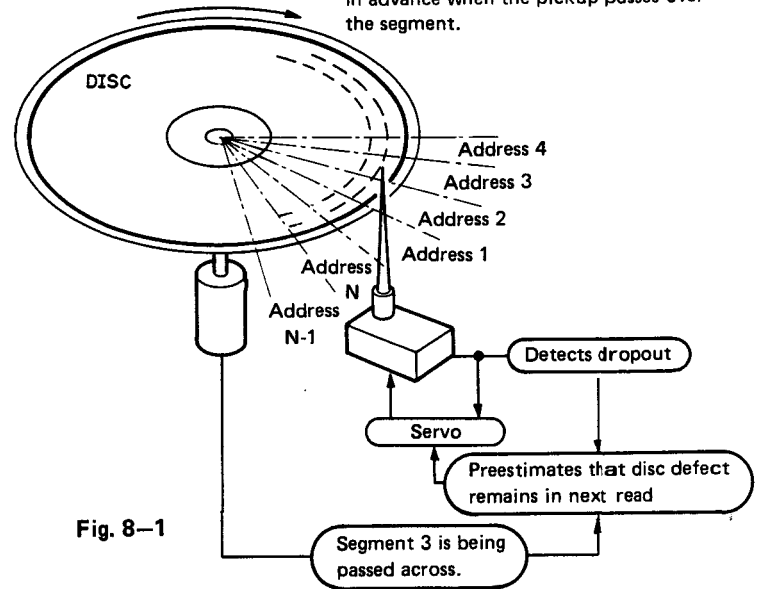 in advance when the pickup passes over
the segment.
DISC
Address 4
Address 3
Address 2
Address 1
Address
N
Address
N-1
Detects dropout
Servo
Preestimates that disc defect
remains in next read
Fig. 8—1
Segment 3 is being
passed across.